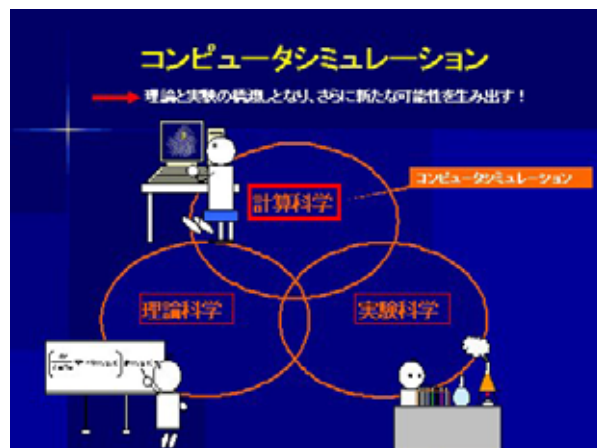 コンピュータシミュレーション
理論と実験の橋渡しとなり、さらに新たな可能性を生み出す！
コンピュータシミュレーション
計算科学
理論科学
実験科学